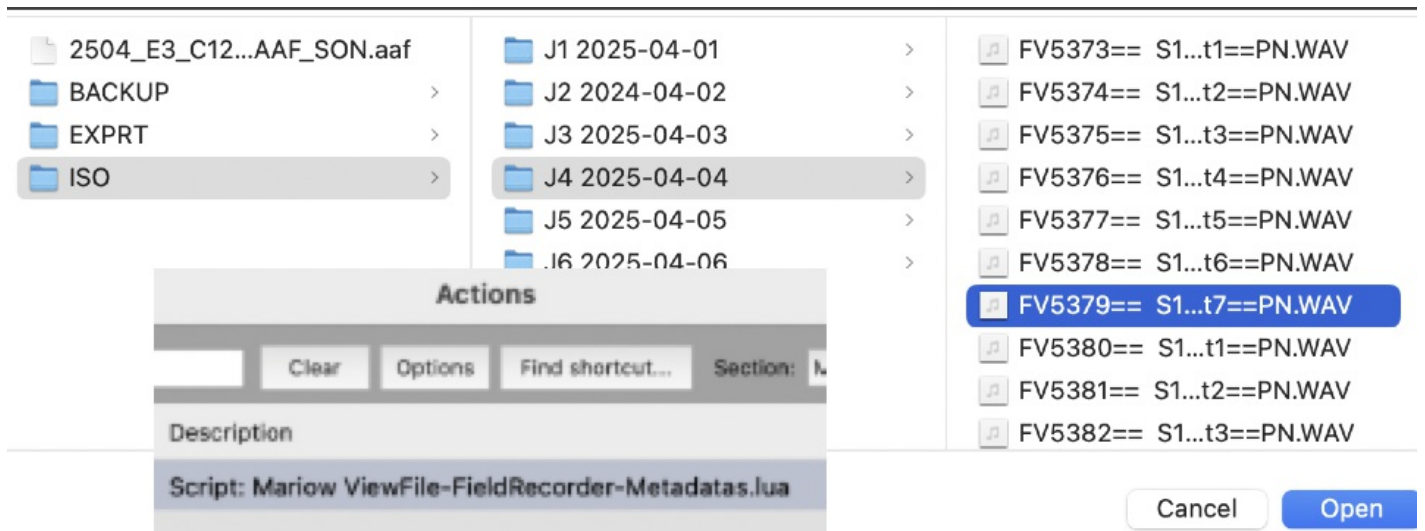 2504_E3_C12...AAF_SON.aaf
BACKUP
EXPRT
ISO
J1 2025-04-01
J2 2024-04-02
J3 2025-04-03
J4 2025-04-04
J5 2025-04-05
J6 2025-04-06
FV5373== S1...t1==PN.WAV
FV5374== S1...t2==PN.WAV
FV5375== S1...t3==PN.WAV
FV5376== S1...t4==PN.WAV
FV5377== S1...t5==PN.WAV
FV5378== S1...t6==PN.WAV
FV5379== S1...t7==PN.WAV
FV5380== S1...t1==PN.WAV
FV5381== S1...t2==PN.WAV
FV5382== S1...t3==PN.WAV
Actions
Clear Options Find shortcut... Section:
Description
Script: Mariow ViewFile-FieldRecorder-Metadatas.lua
Cancel Open